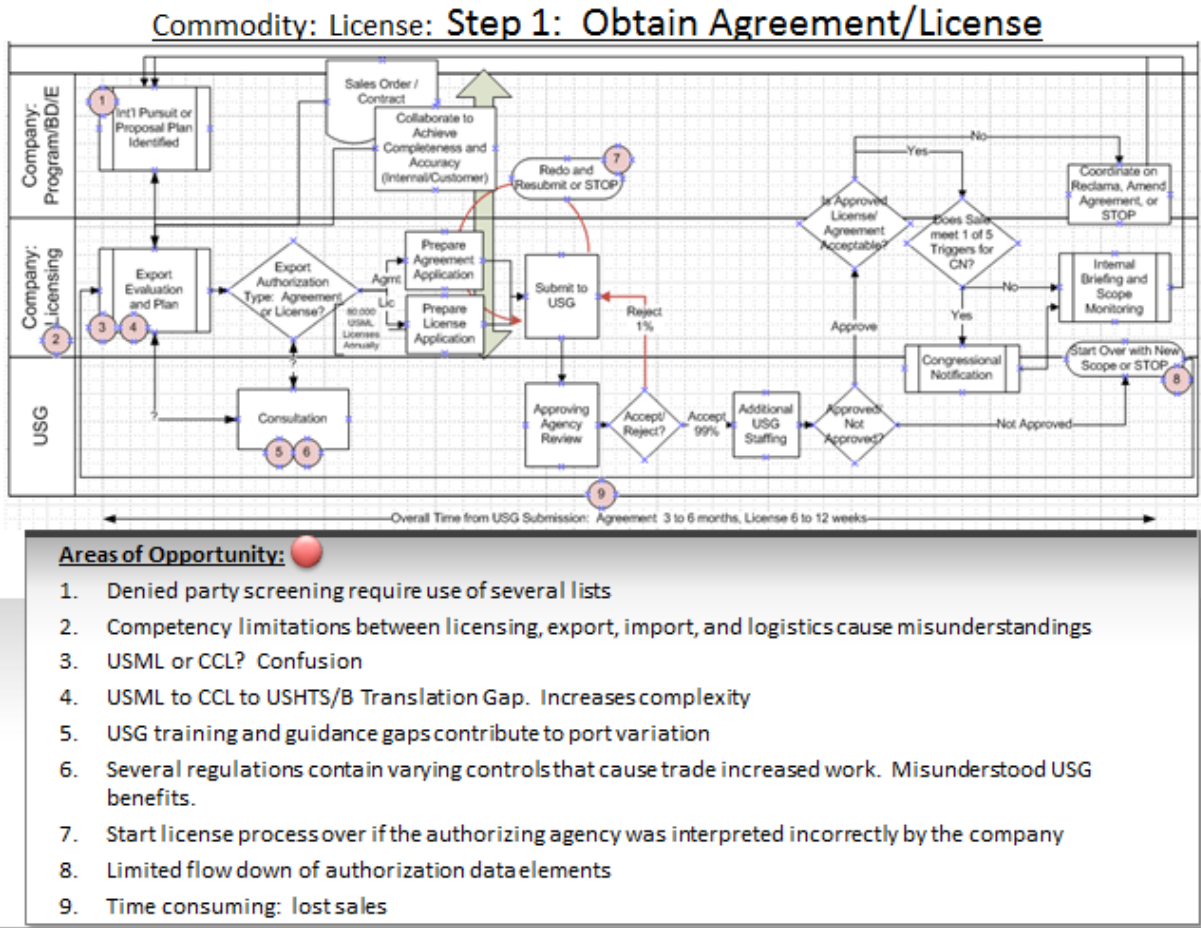 Commodity: License: Step 1: Obtain Agreement/License
Company:
Program/BD/E
1
Int'l Pursuit or
Proposal Plan
Identified
Sales Order /
Contract
Collaborate to
Achieve
Completeness and
Accuracy
(Internal/Customer)
Redo and
Resubmit or STOP
7
No
Yes
Is Approved
License/
Agreement
Acceptable?
Does Sale
meet 1 of 5
Triggers for
CN?
Coordinate on
Reclama, Amend
Agreement, or
STOP
Company:
Licensing
2
Export
Evaluation
and Plan
3
4
Export
Authorization
Type: Agreement
or License?
Agmt
Lic
80,000
USML
Licenses
Annually
Prepare
Agreement
Application
Prepare
License
Application
Submit to
USG
Reject
1%
Approve
No
Yes
Internal
Briefing and
Scope
Monitoring
Congressional
Notification
Start Over with New
Scope or STOP
8
USG
?
?
Consultation
5
6
Approving
Agency
Review
Accept/
Reject?
Accept
99%
Additional
USG
Staffing
Approved/
Not
Approved?
Not Approved
9
Overall Time from USG Submission: Agreement 3 to 6 months, License 6 to 12 weeks
Areas of Opportunity:
1. Denied party screening require use of several lists
2. Competency limitations between licensing, export, import, and logistics cause misunderstandings
3. USML or CCL? Confusion
4. USML to CCL to USHTS/B Translation Gap. Increases complexity
5. USG training and guidance gaps contribute to port variation
6. Several regulations contain varying controls that cause trade increased work. Misunderstood USG
benefits.
7. Start license process over if the authorizing agency was interpreted incorrectly by the company
8. Limited flow down of authorization data elements
9. Time consuming: lost sales